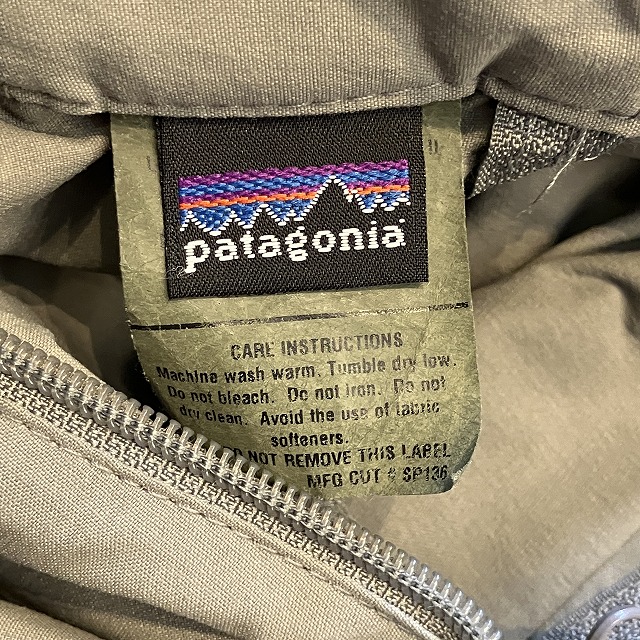 patagonia
CARE INSTRUCTIONS
Machine wash warm. Tumble dry low.
Do not bleach. Do not iron. Do not
dry clean. Avoid the use of fabric
softeners.
NOT REMOVE THIS LABEL
MFG CUT # SP136